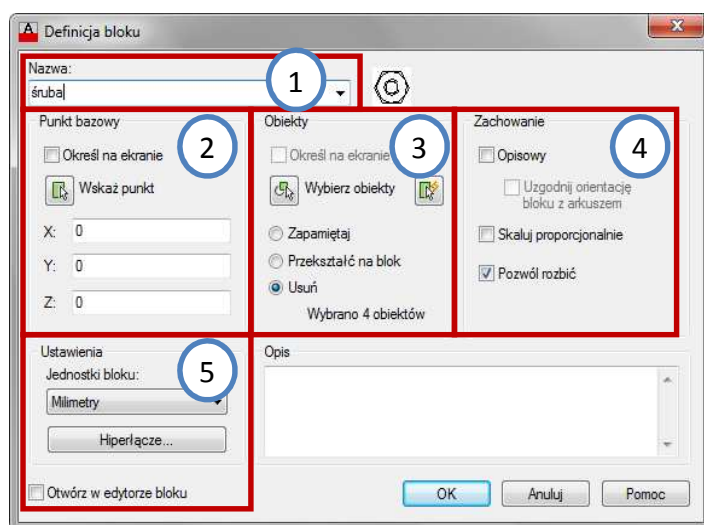 Definicja bloku
Nazwa:
śruba
1
Punkt bazowy
2
Określ na ekranie
Wskaż punkt
X: 0
Y: 0
Z: 0
Obiekty
3
Określ na ekranie
Wybierz obiekty
Zapamiętaj
Przekształć na blok
Usuń
Wybrano 4 obiektów
Zachowanie
4
Opisowy
Uzgodnij orientację
bloku z arkuszem
Skaluj proporcjonalnie
Pozwól rozbić
Ustawienia
5
Jednostki bloku:
Milimetry
Hiperłącze...
Otwórz w edytorze bloku
Opis
OK
Anuluj
Pomoc